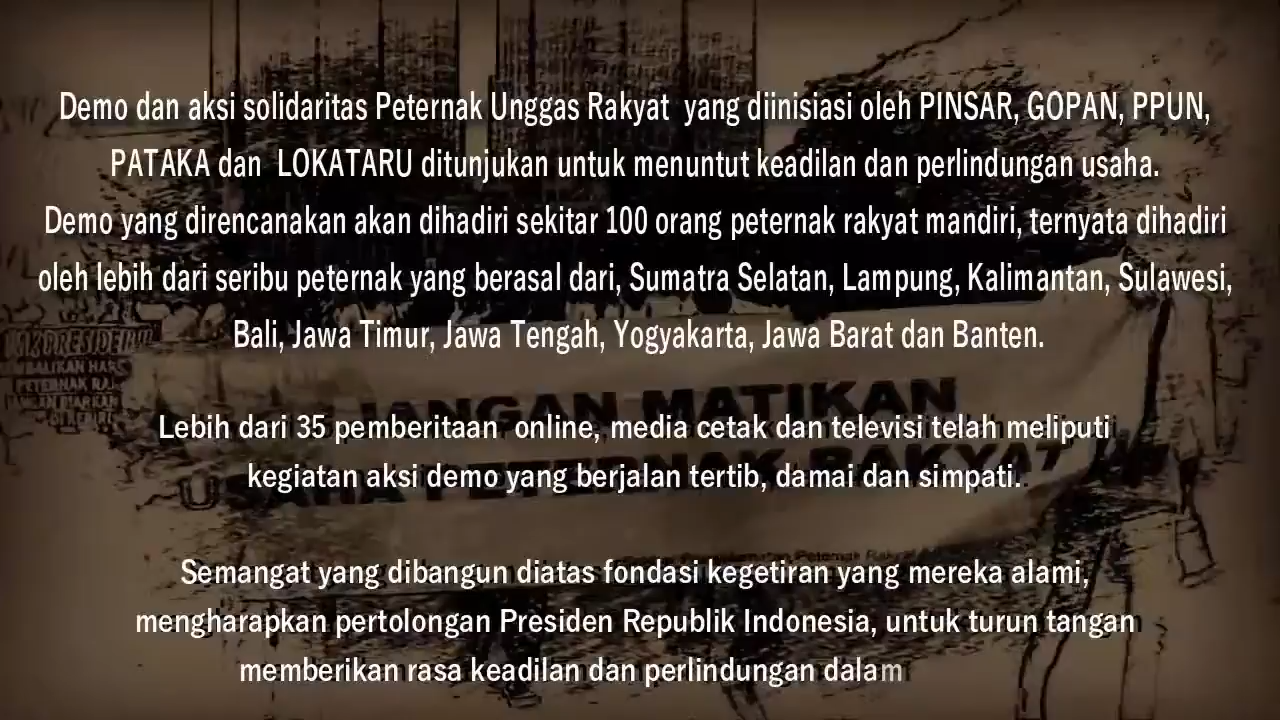 Demo dan aksi solidaritas Peternak Unggas Rakyat yang diinisiasi oleh PINSAR, GOPAN, PPUN,
PATAKA dan LOKATARU ditunjukan untuk menuntut keadilan dan perlindungan usaha.
Demo yang direncanakan akan dihadiri sekitar 100 orang peternak rakyat mandiri, ternyata dihadiri
oleh lebih dari seribu peternak yang berasal dari, Sumatra Selatan, Lampung, Kalimantan, Sulawesi,
Bali, Jawa Timur, Jawa Tengah, Yogyakarta, Jawa Barat dan Banten.
JANGAN MATIKAN
USAHA PETERNAK RAKYAT
Lebih dari 35 pemberitaan online, media cetak dan televisi telah meliputi
kegiatan aksi demo yang berjalan tertib, damai dan simpati.
Semangat yang dibangun diatas fondasi kegetiran yang mereka alami,
mengharapkan pertolongan Presiden Republik Indonesia, untuk turun tangan
memberikan rasa keadilan dan perlindungan dalam